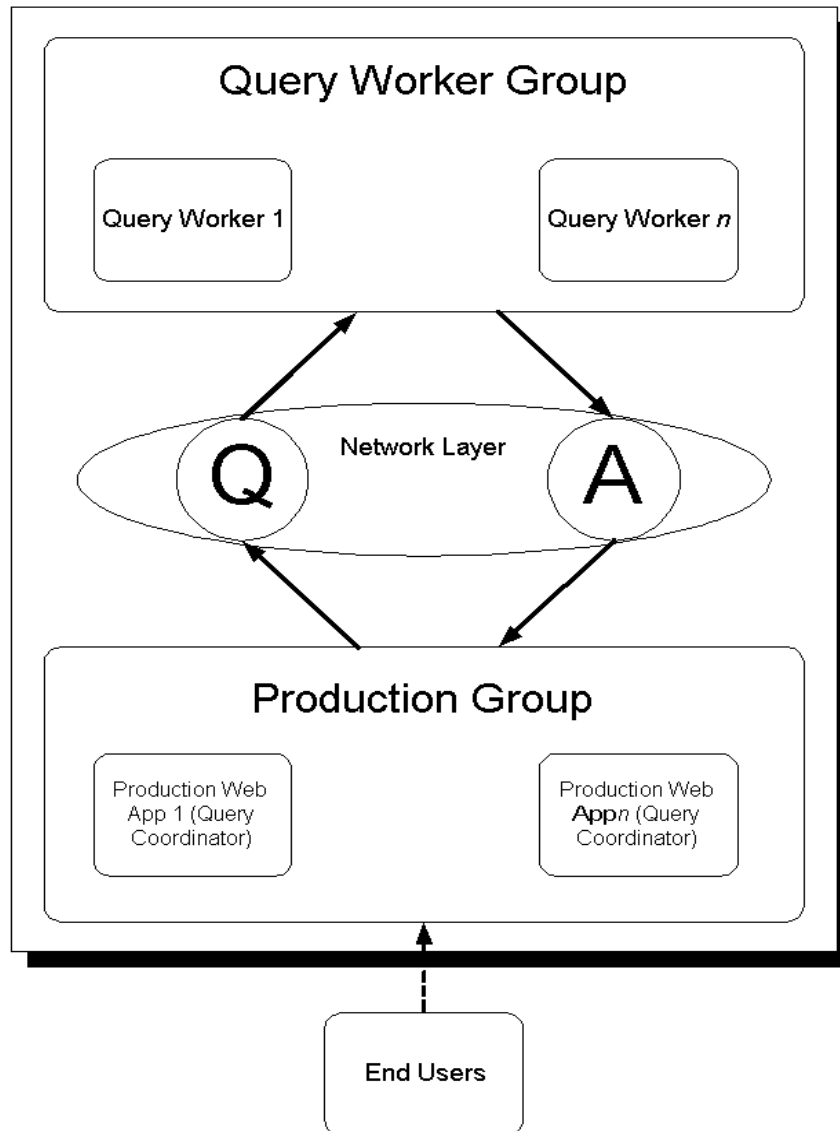 Query Worker Group
Query Worker 1
Query Worker n
Network Layer
Q
A
Production Group
Production Web
App 1 (Query
Coordinator)
Production Web
Appn (Query
Coordinator)
End Users